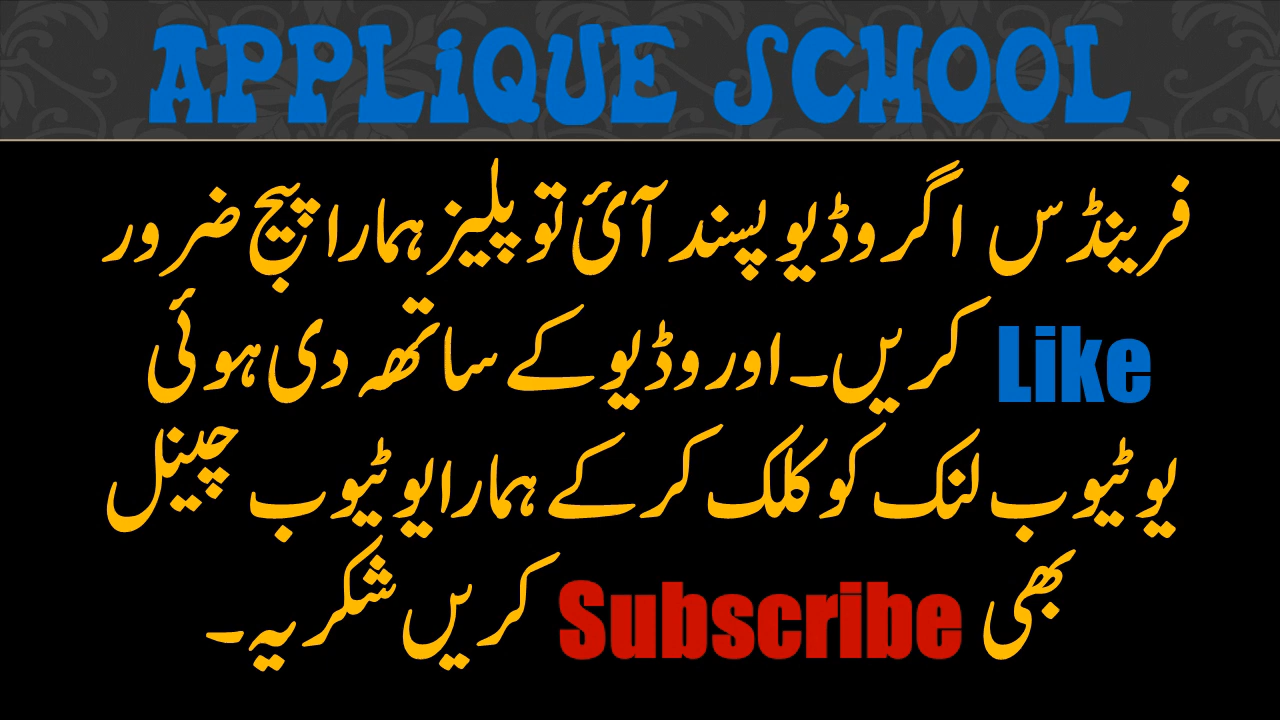 APPLiQUE SCHOOL
فرینڈس اگر وڈیو پسند آئ تو پلیز ہمارا پیج ضرور
Like کریں۔ اور وڈیو کے ساتھ دی ہوئی
یوٹیوب لنک کو کلک کر کے ہمارا یوٹیوب چینل
بھی Subscribe کریں شکریہ۔